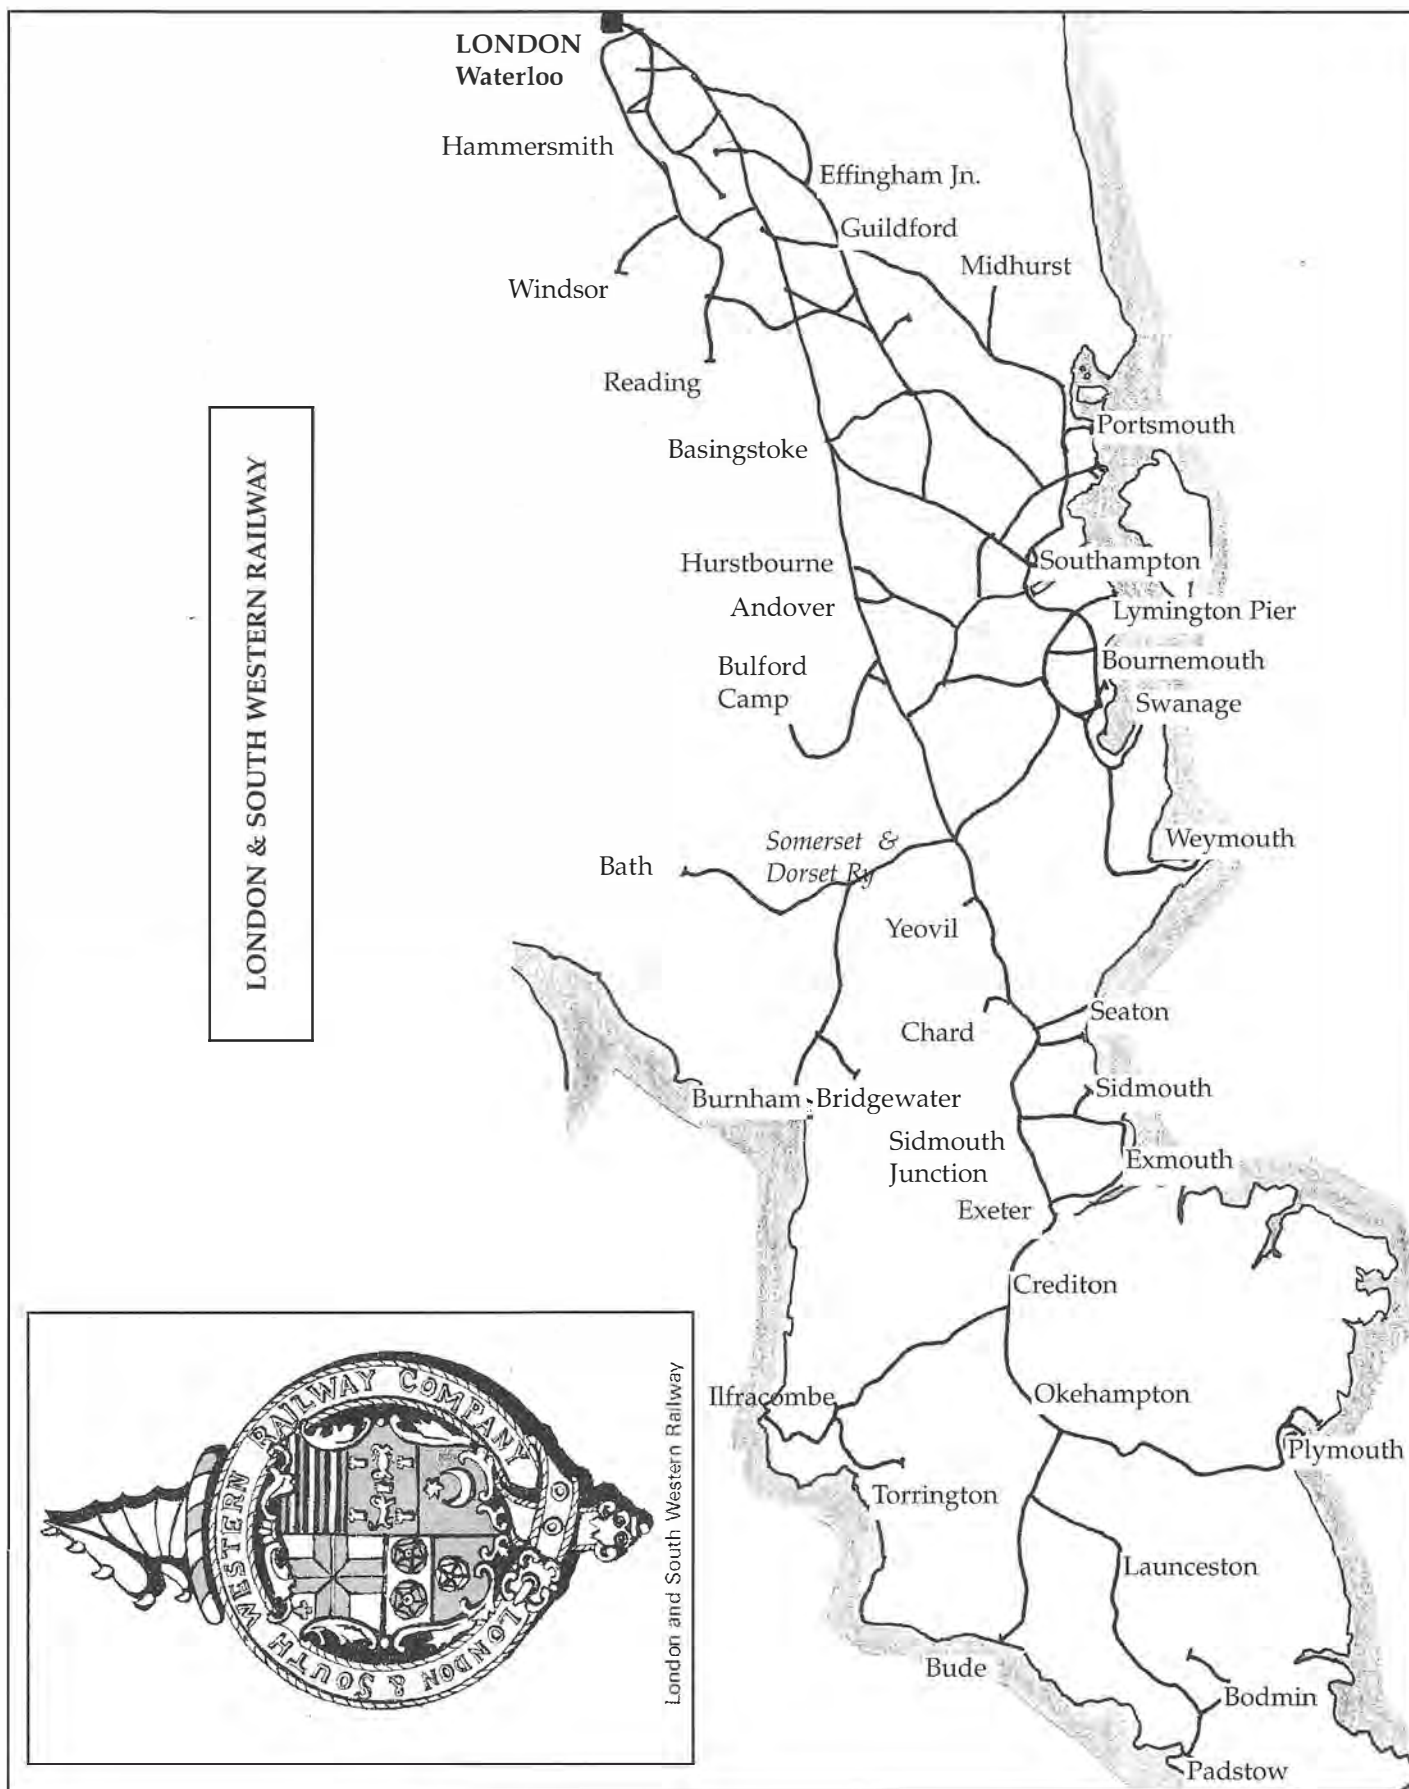 LONDON
Waterloo
Hammersmith
Effingham Jn.
Guildford
Midhurst
Windsor
Reading
Portsmouth
Basingstoke
LONDON & SOUTH WESTERN RAILWAY
Hurstbourne
Southampton
Andover
Lymington Pier
Bulford
Camp
Bournemouth
Swanage
Somerset &
Dorset Ry
Weymouth
Bath
Yeovil
Seaton
Chard
Burnham
Bridgewater
Sidmouth
Sidmouth
Junction
Exmouth
Exeter
Crediton
Ilfracombe
Okehampton
Plymouth
Torrington
Launceston
Bude
Bodmin
Padstow
LONDON & SOUTH WESTERN RAILWAY COMPANY
London and South Western Railway